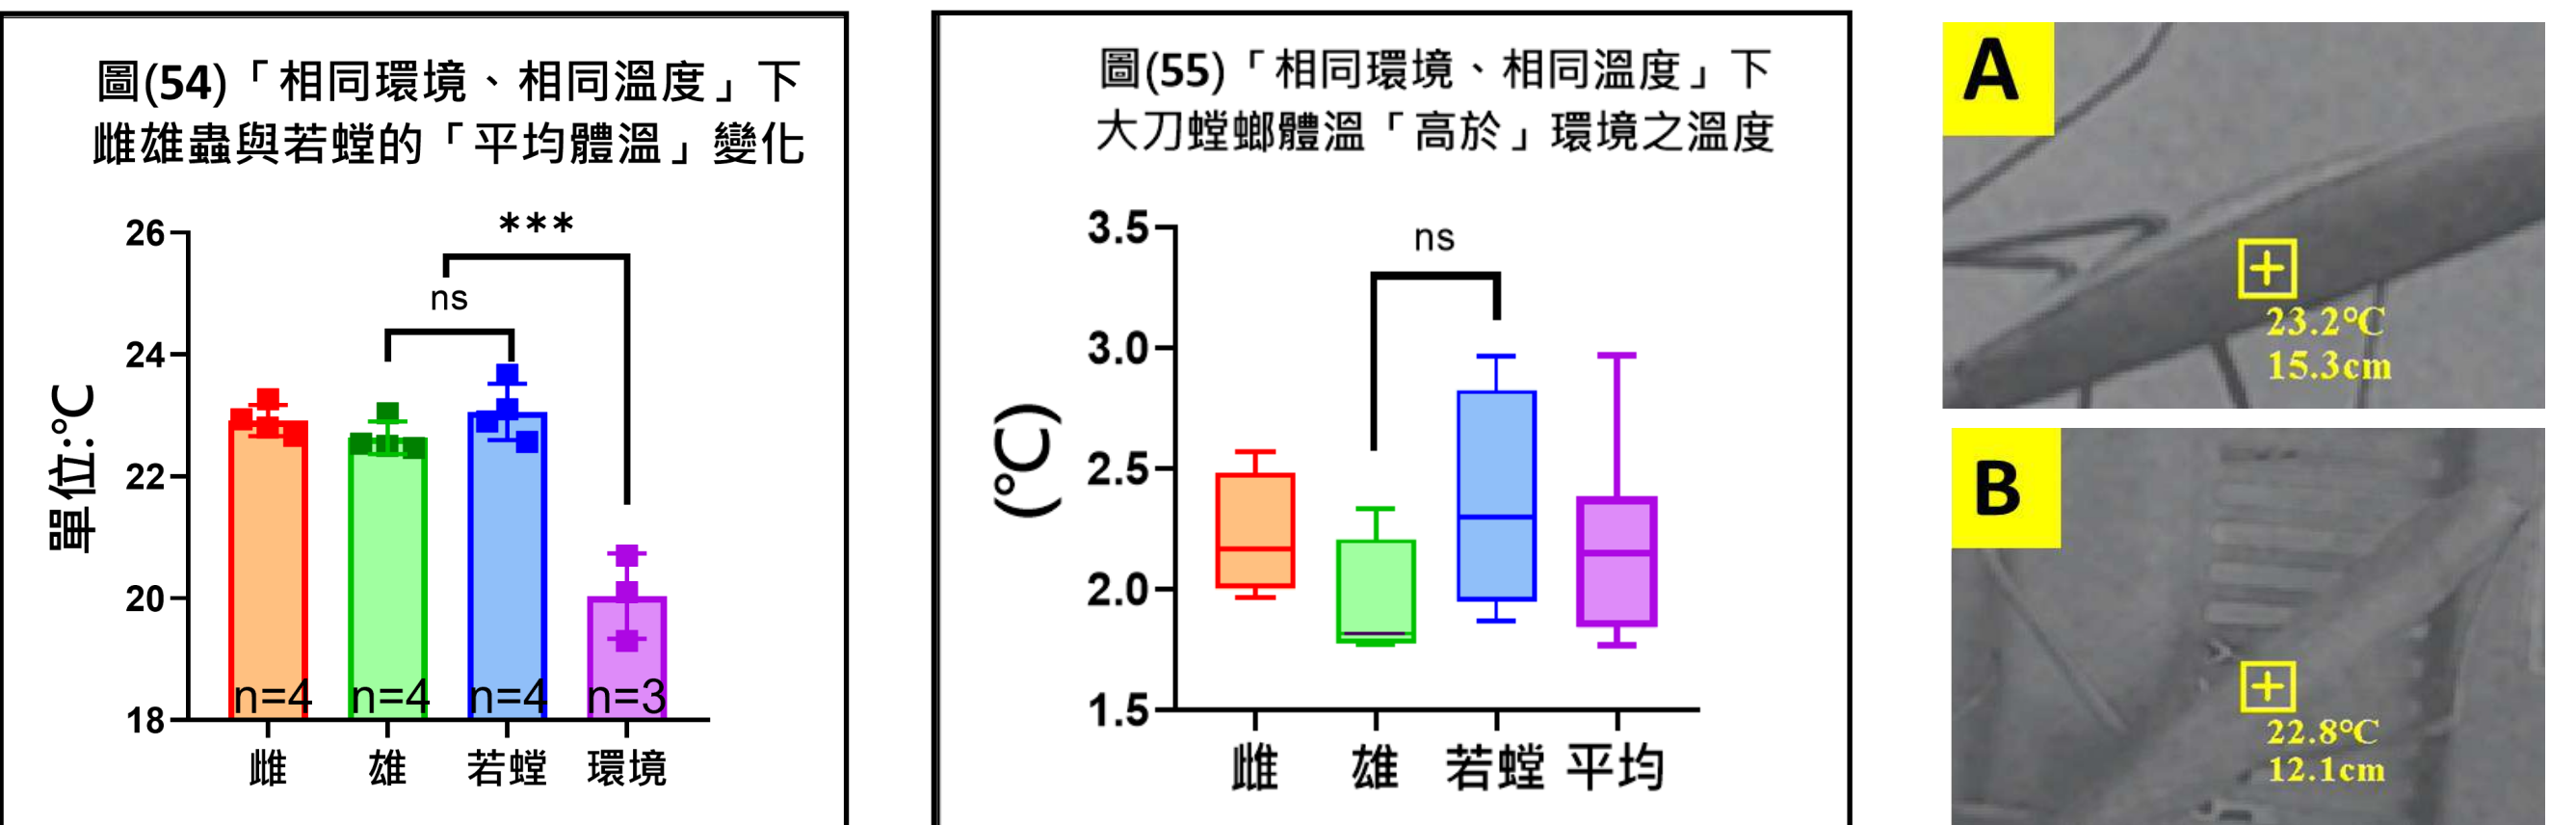 圖(54)「相同環境、相同溫度」下
雌雄蟲與若螳的「平均體溫」變化
***
ns
單位:°C
26
24
22
20
18
n=4
n=4
n=4
n=3
雌
雄
若螳
環境
圖(55)「相同環境、相同溫度」下
大刀螳螂體溫「高於」環境之溫度
ns
(°C)
3.5
3.0
2.5
2.0
1.5
雌
雄
若螳
平均
A
23.2°C
15.3cm
B
22.8°C
12.1cm